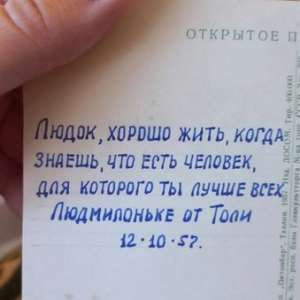 ОТКРЫТОЕ П
Людок, хорошо жить, когда
знаешь, что есть человек,
для которого ты лучше всех
Людмилоньке от Толи
12·10·57.